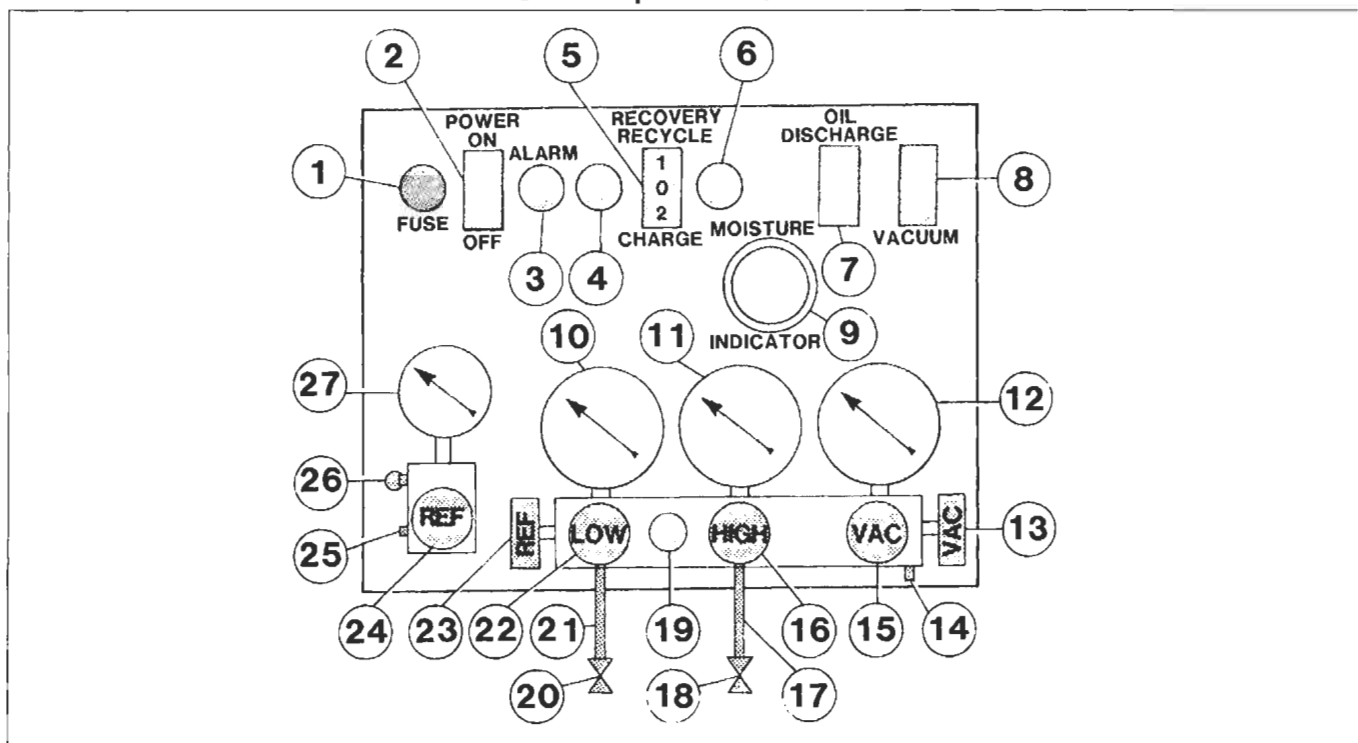 2
5
6
1
POWER
ON
FUSE
OFF
ALARM
3
4
RECOVERY
RECYCLE
1
0
2
CHARGE
OIL
DISCHARGE
7
VACUUM
8
MOISTURE
INDICATOR
9
10
11
12
27
26
25
REF
REF
LOW
HIGH
VAC
VAC
13
24
23
22
21
19
16
15
14
20
18
17